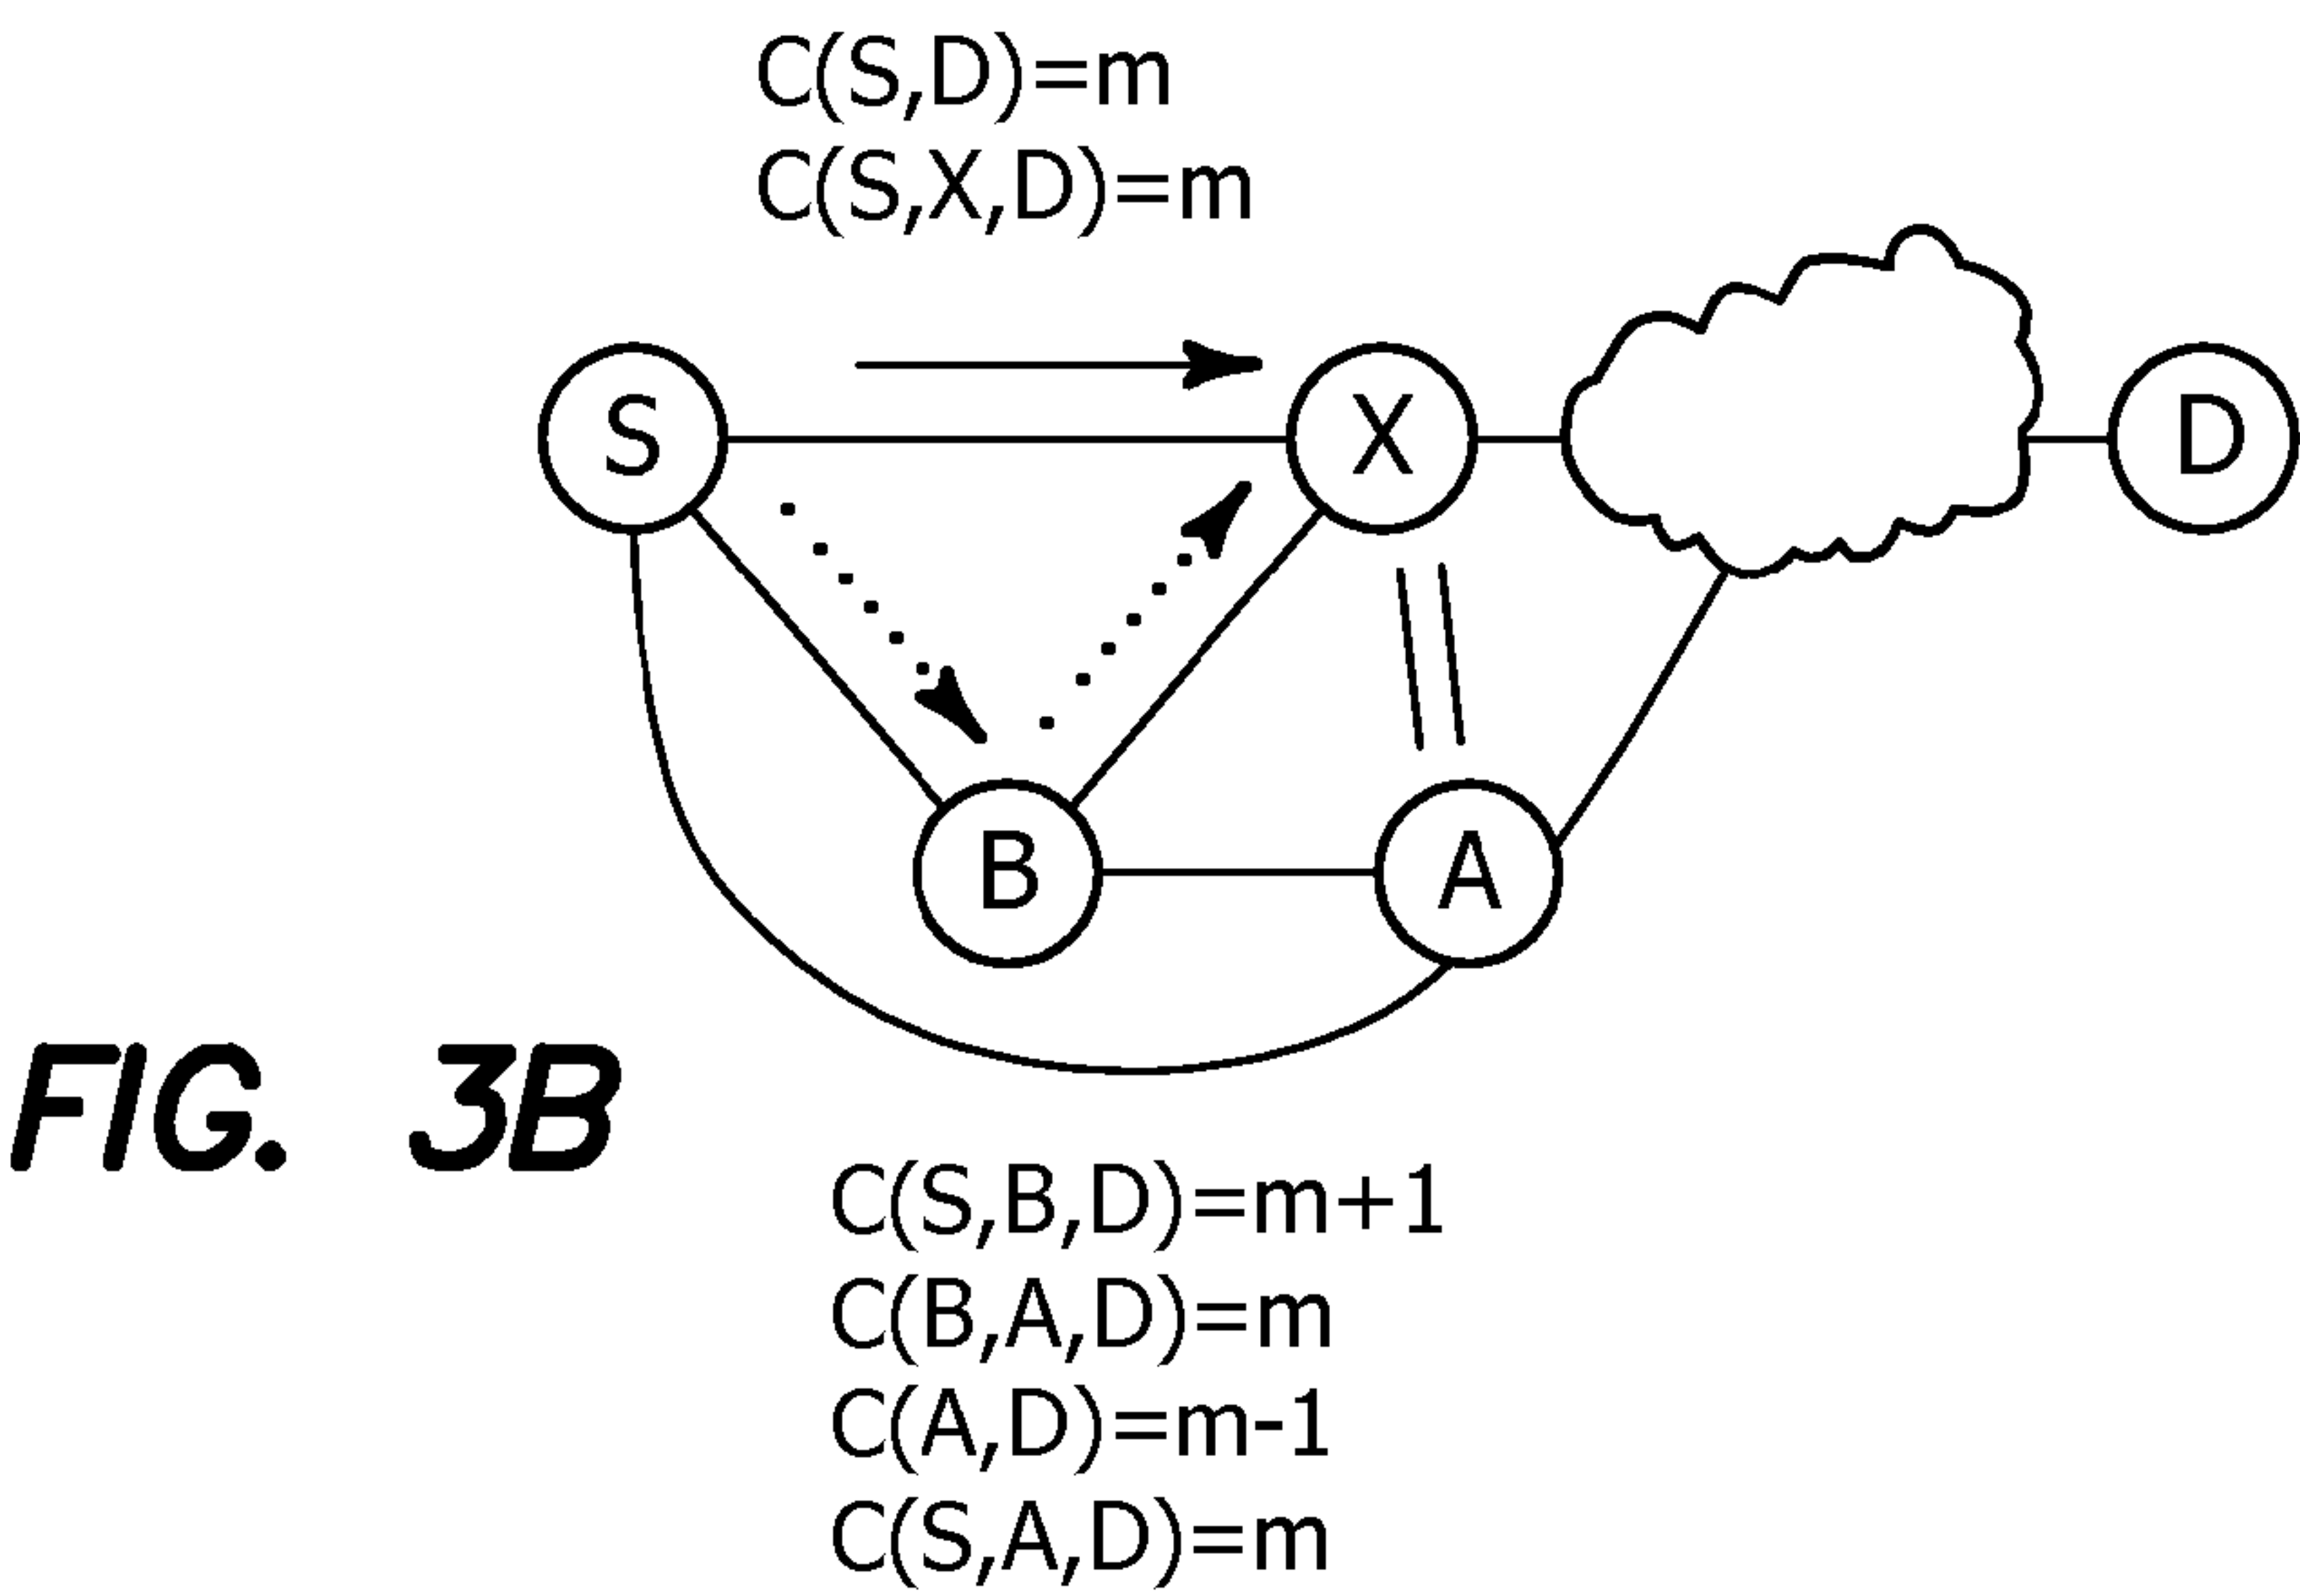 C(S,D)=m
C(S,X,D)=m
S
X
D
B
A
FIG. 3B
C(S,B,D)=m+1
C(B,A,D)=m
C(A,D)=m-1
C(S,A,D)=m